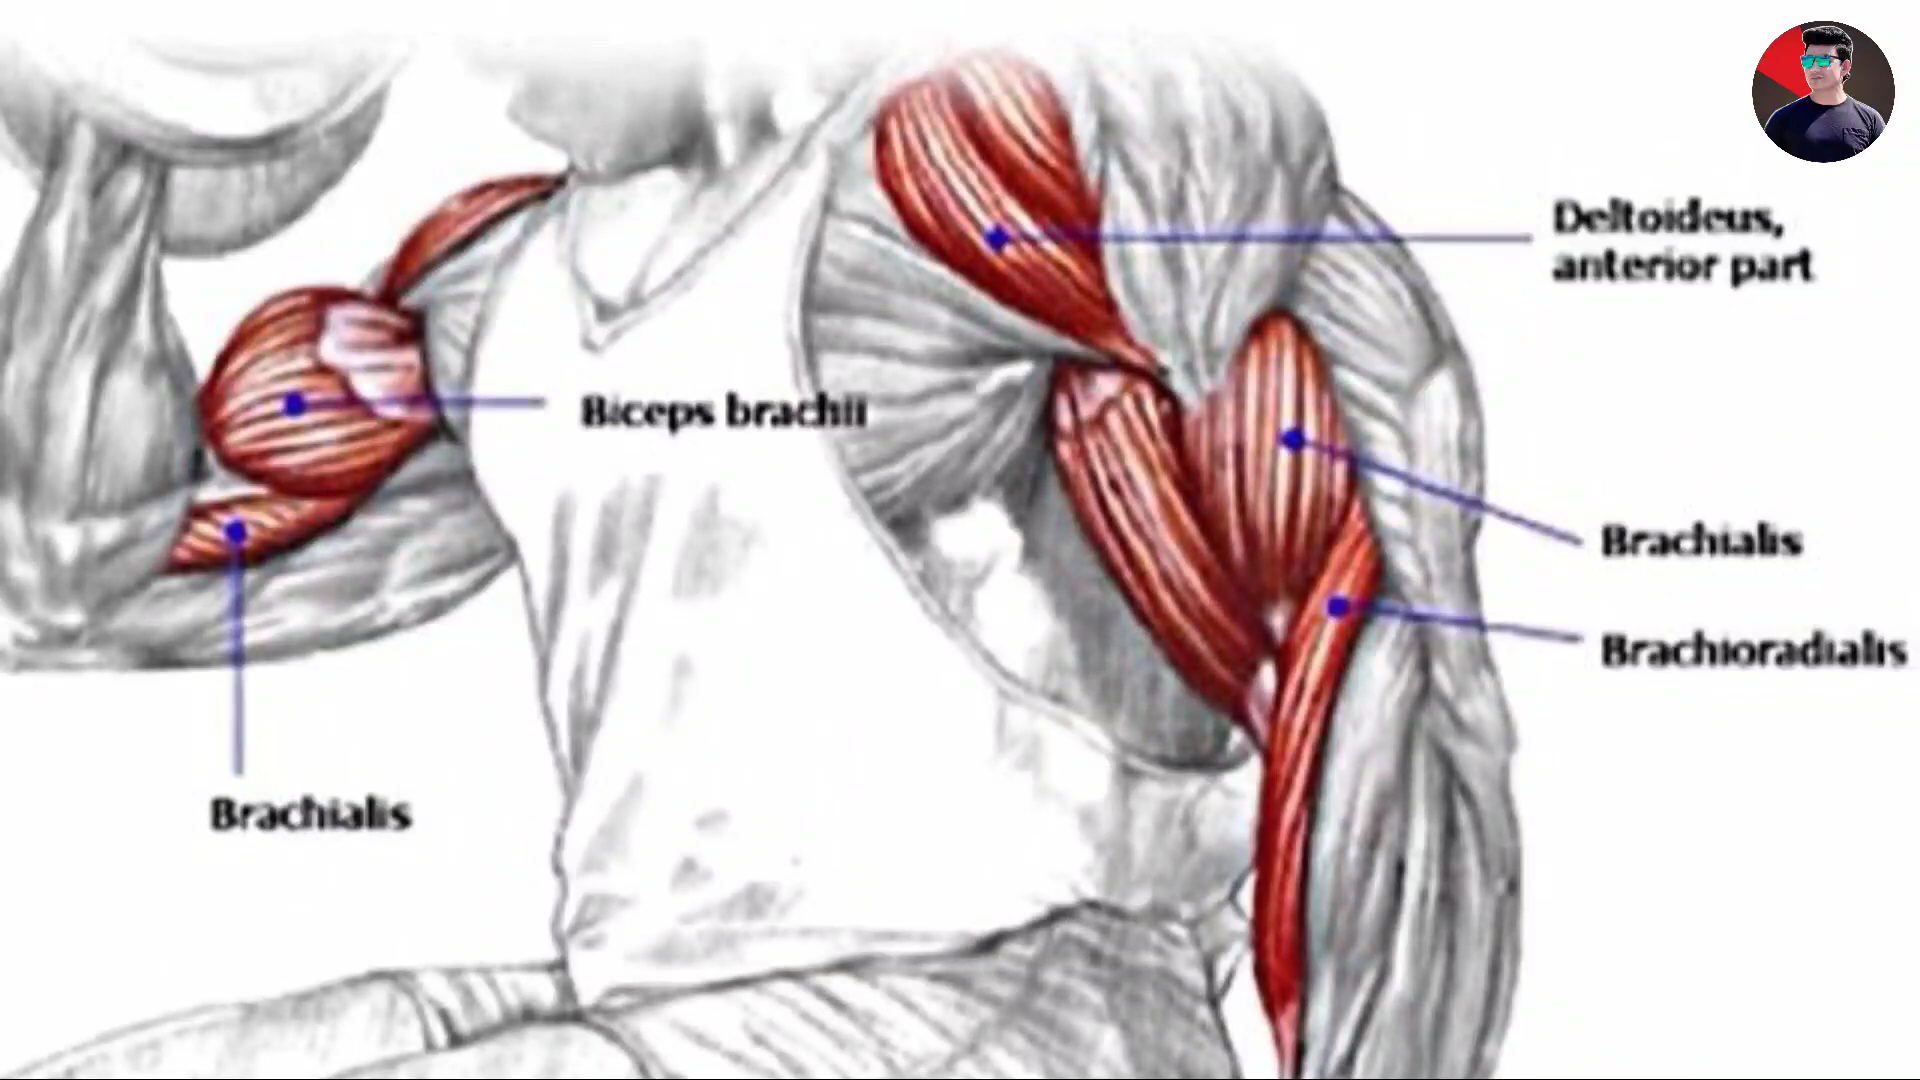 Deltoideus,
anterior part
Biceps brachii
Brachialis
Brachioradialis
Brachialis